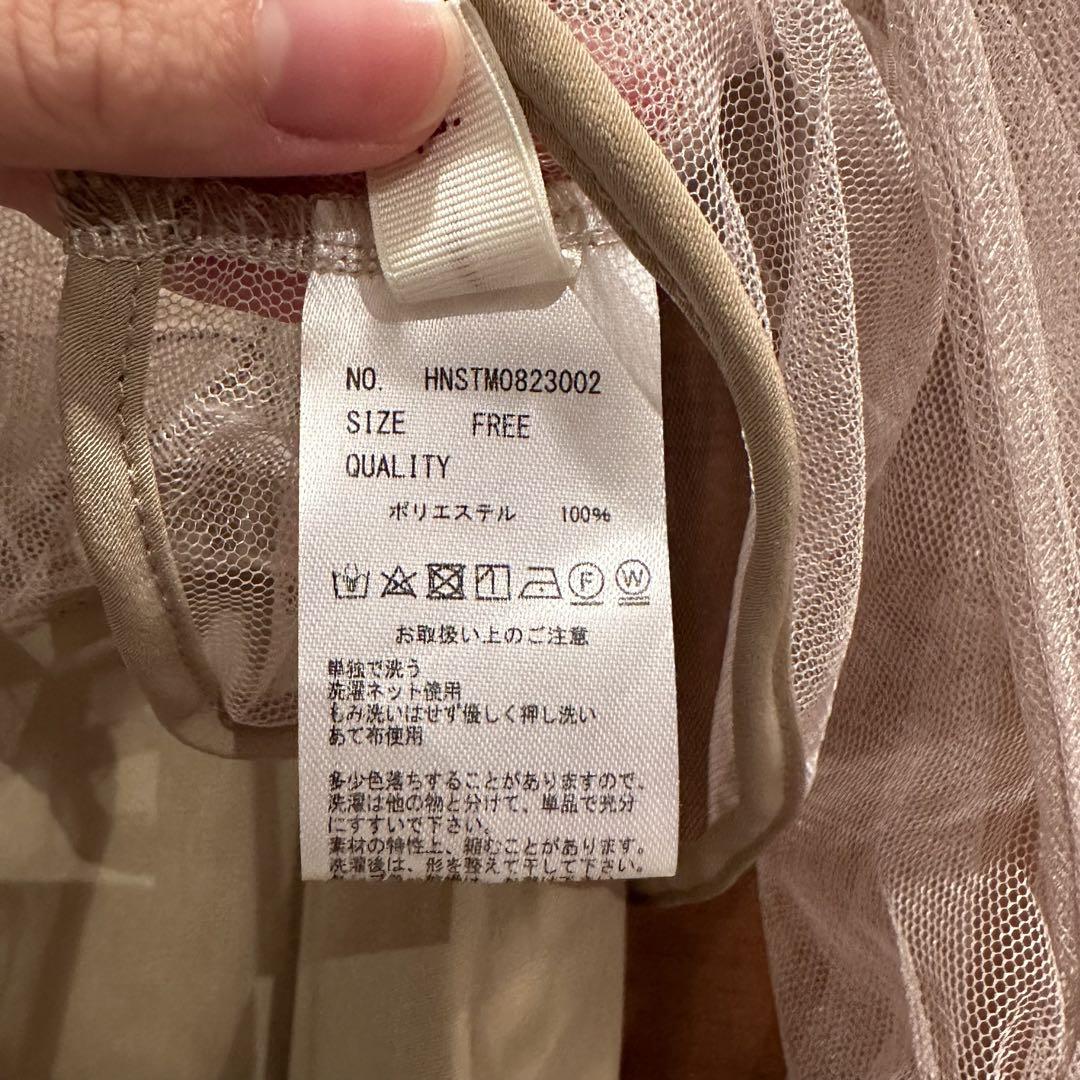 NO. HNSTM0823002
SIZE FREE
QUALITY
ポリエステル 100%
F W
お取扱い上のご注意
単独で洗う
洗濯ネット使用
もみ洗いはせず優しく押し洗い
あて布使用
多少色落ちすることがありますので、
洗濯は他の物と分けて、単品で充分
にすすいで下さい。
素材の特性上、縮むことがあります。
洗濯後は、形を整えて干して下さい。